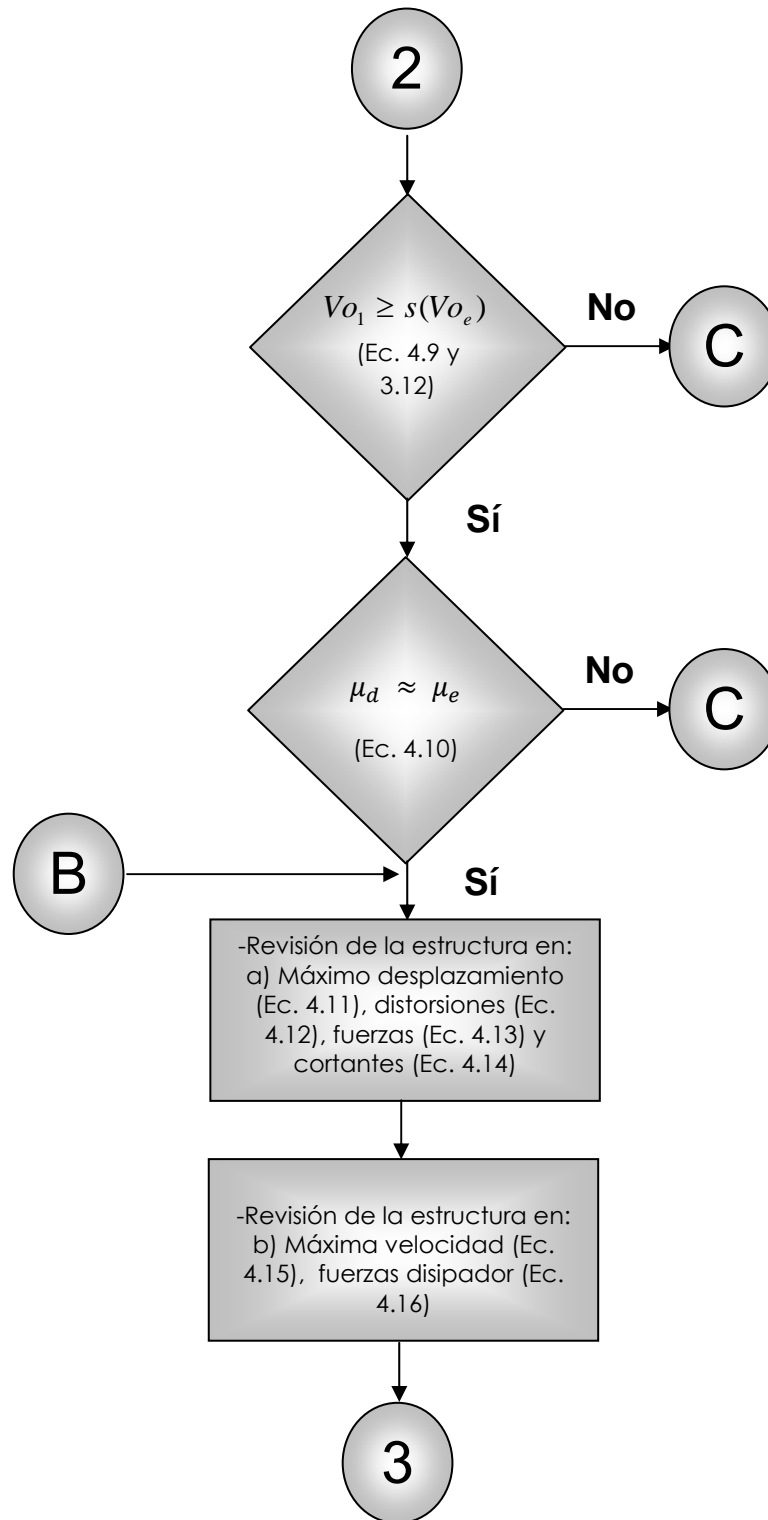 2
Vo₁ ≥ s(Voₑ)
(Ec. 4.9 y
3.12)
No
C
Sí
μ_d ≈ μ_e
(Ec. 4.10)
No
C
B
Sí
-Revisión de la estructura en:
a) Máximo desplazamiento
(Ec. 4.11), distorsiones (Ec.
4.12), fuerzas (Ec. 4.13) y
cortantes (Ec. 4.14)
-Revisión de la estructura en:
b) Máxima velocidad (Ec.
4.15), fuerzas disipador (Ec.
4.16)
3